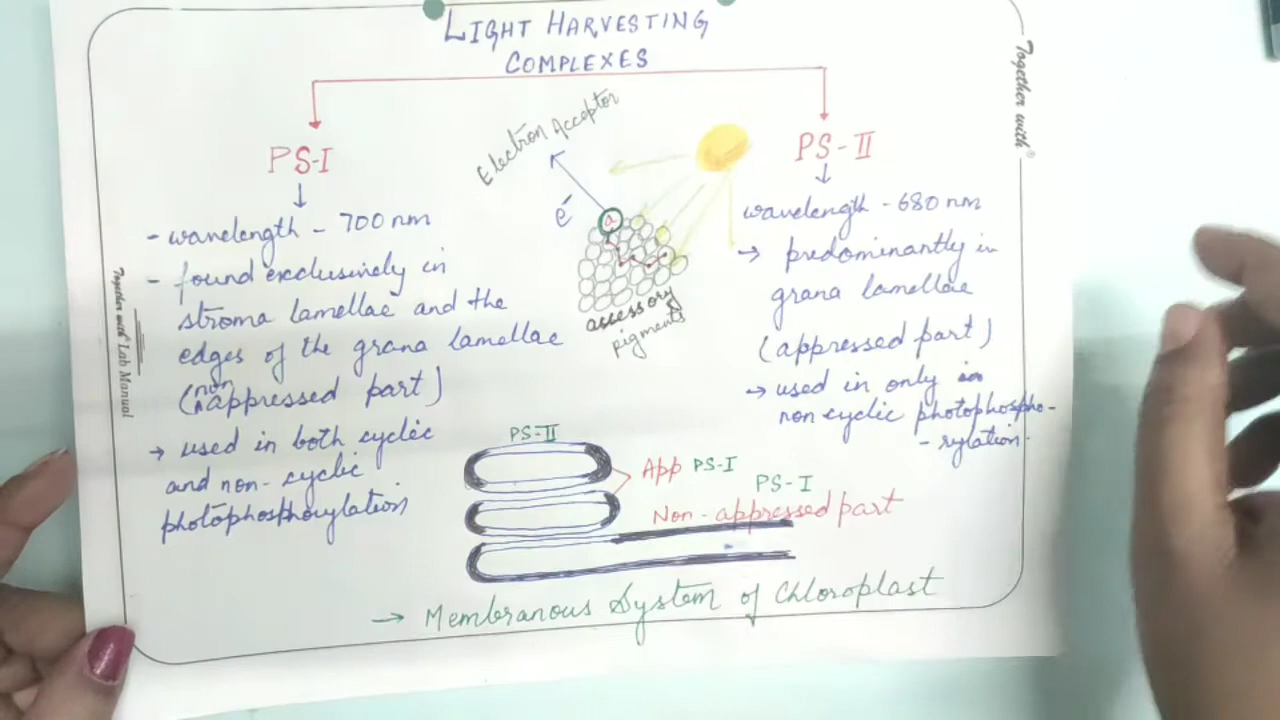 LIGHT HARVESTING
COMPLEXES
PS-I
- wavelength - 700 nm
- found exclusively in
stroma lamellae and the
edges of the grana lamellae
(non appressed part)
→ used in both cyclic
and non-cyclic
photophosphorylation
Electron Acceptor
e-
a
assessory
pigments
PS-II
wavelength - 680 nm
→ predominantly in
grana lamellae
(appressed part)
→ used in only in
non cyclic photophospho-
-rylation.
PS-II
App PS-I
PS-I
Non-appressed part
→ Membranous System of Chloroplast
Together with®
Together with® Lab Manual